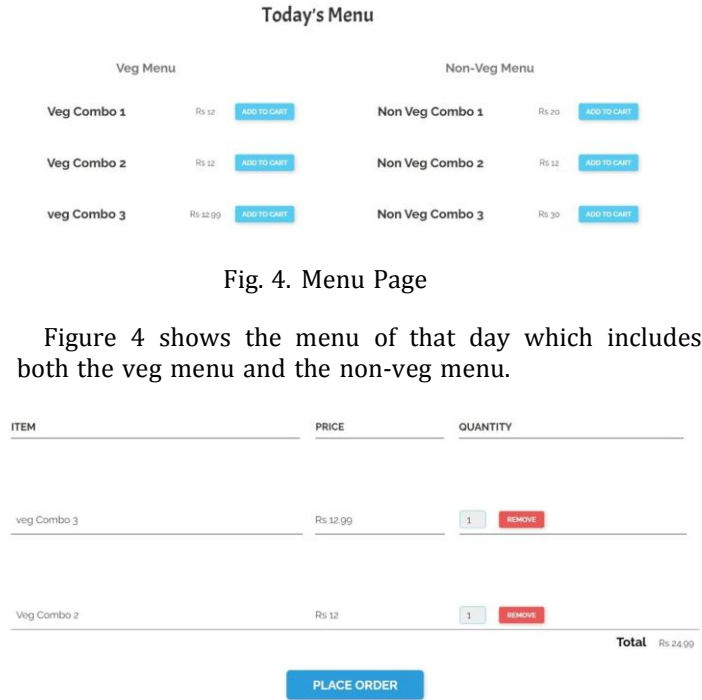 Today's Menu
Veg Menu Non-Veg Menu
Veg Combo 1 Rs 12 ADD TO CART Non Veg Combo 1 Rs 20 ADD TO CART
Veg Combo 2 Rs 12 ADD TO CART Non Veg Combo 2 Rs 12 ADD TO CART
veg Combo 3 Rs 12.99 ADD TO CART Non Veg Combo 3 Rs 30 ADD TO CART
Fig. 4. Menu Page
Figure 4 shows the menu of that day which includes
both the veg menu and the non-veg menu.
ITEM PRICE QUANTITY
veg Combo 3 Rs 12.99 1 REMOVE
Veg Combo 2 Rs 12 1 REMOVE
Total Rs 24.99
PLACE ORDER